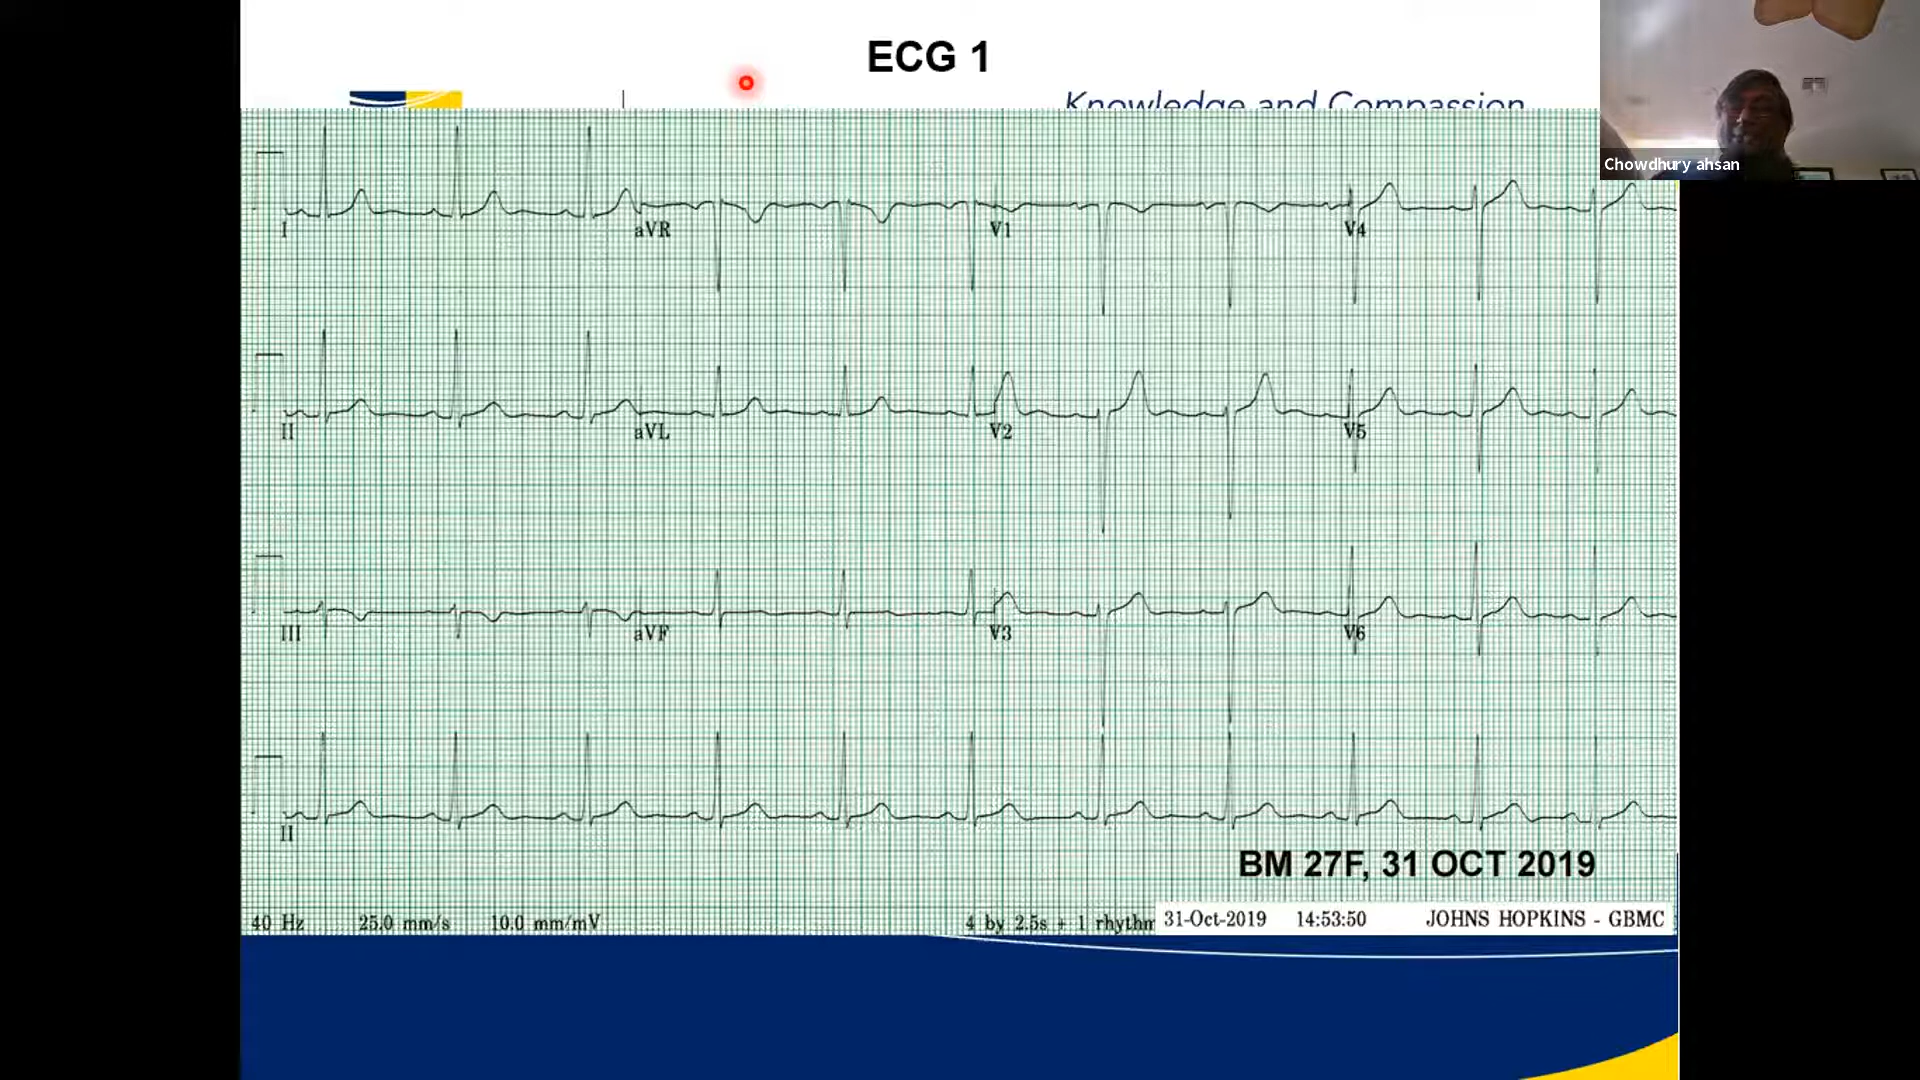 ECG 1
Knowledge and Compassion
Chowdhury ahsan
I aVR V1 V4
II aVL V2 V5
III aVF V3 V6
II
BM 27F, 31 OCT 2019
40 Hz 25.0 mm/s 10.0 mm/mV 4 by 2.5s + 1 rhythm 31-Oct-2019 14:53:50 JOHNS HOPKINS - GBMC